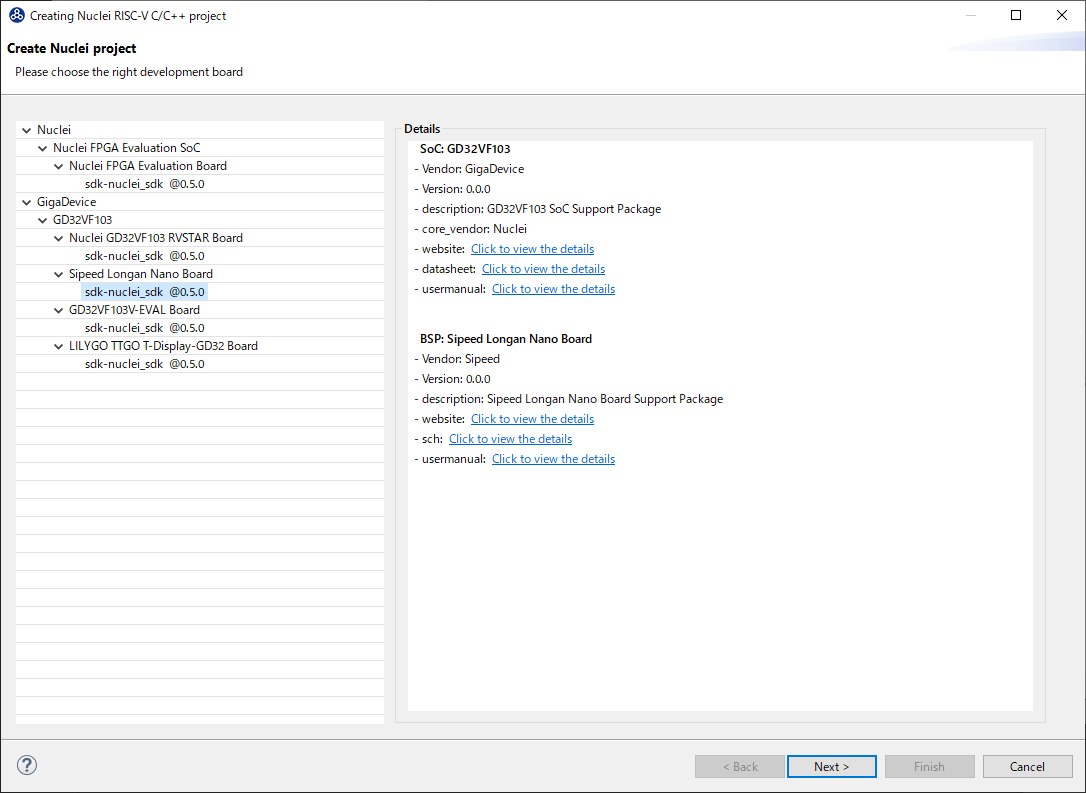 Creating Nuclei RISC-V C/C++ project
Create Nuclei project
Please choose the right development board
Nuclei
Nuclei FPGA Evaluation SoC
Nuclei FPGA Evaluation Board
sdk-nuclei_sdk @0.5.0
GigaDevice
GD32VF103
Nuclei GD32VF103 RVSTAR Board
sdk-nuclei_sdk @0.5.0
Sipeed Longan Nano Board
sdk-nuclei_sdk @0.5.0
GD32VF103V-EVAL Board
sdk-nuclei_sdk @0.5.0
LILYGO TTGO T-Display-GD32 Board
sdk-nuclei_sdk @0.5.0
Details
SoC: GD32VF103
- Vendor: GigaDevice
- Version: 0.0.0
- description: GD32VF103 SoC Support Package
- core_vendor: Nuclei
- website: Click to view the details
- datasheet: Click to view the details
- usermanual: Click to view the details
BSP: Sipeed Longan Nano Board
- Vendor: Sipeed
- Version: 0.0.0
- description: Sipeed Longan Nano Board Support Package
- website: Click to view the details
- sch: Click to view the details
- usermanual: Click to view the details
?
< Back
Next >
Finish
Cancel